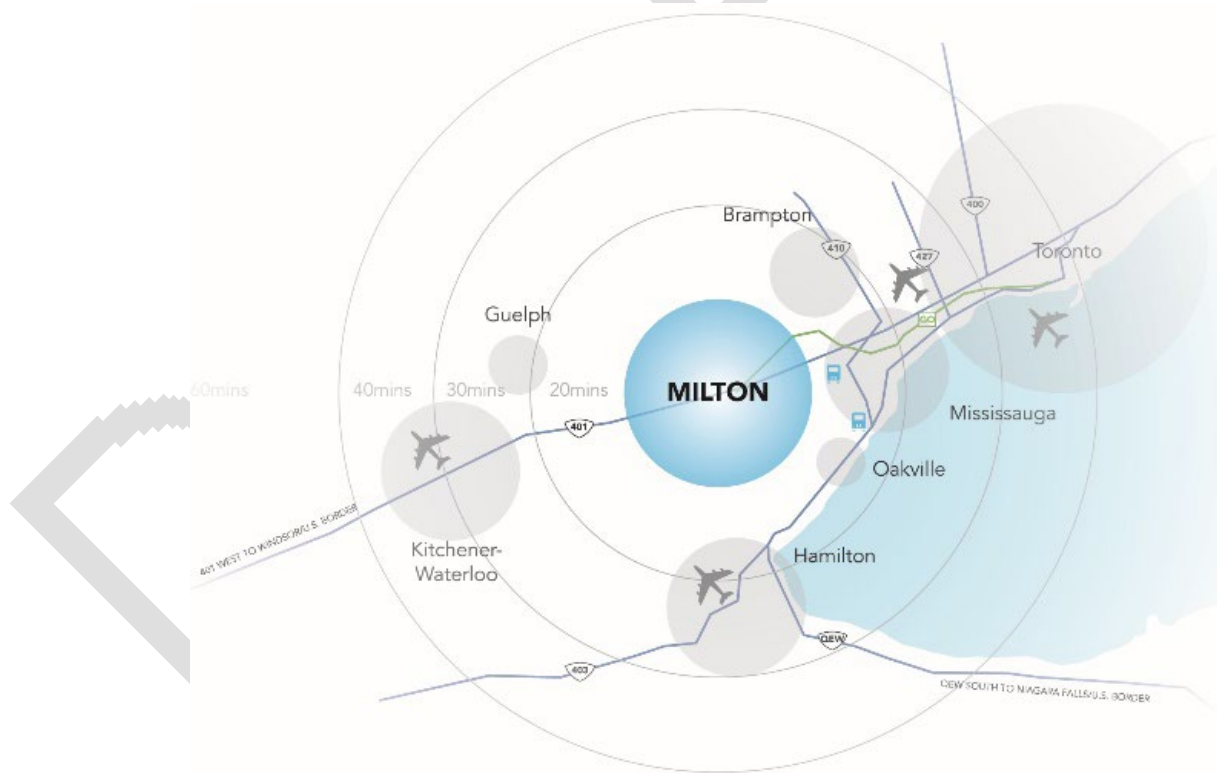 400
Brampton
410
427
Toronto
Guelph
GO
60mins
40mins
30mins
20mins
MILTON
Mississauga
401
Oakville
401 WEST TO WINDSOR/U.S. BORDER
Kitchener-
Waterloo
Hamilton
QEW
403
QEW SOUTH TO NIAGARA FALLS/U.S. BORDER